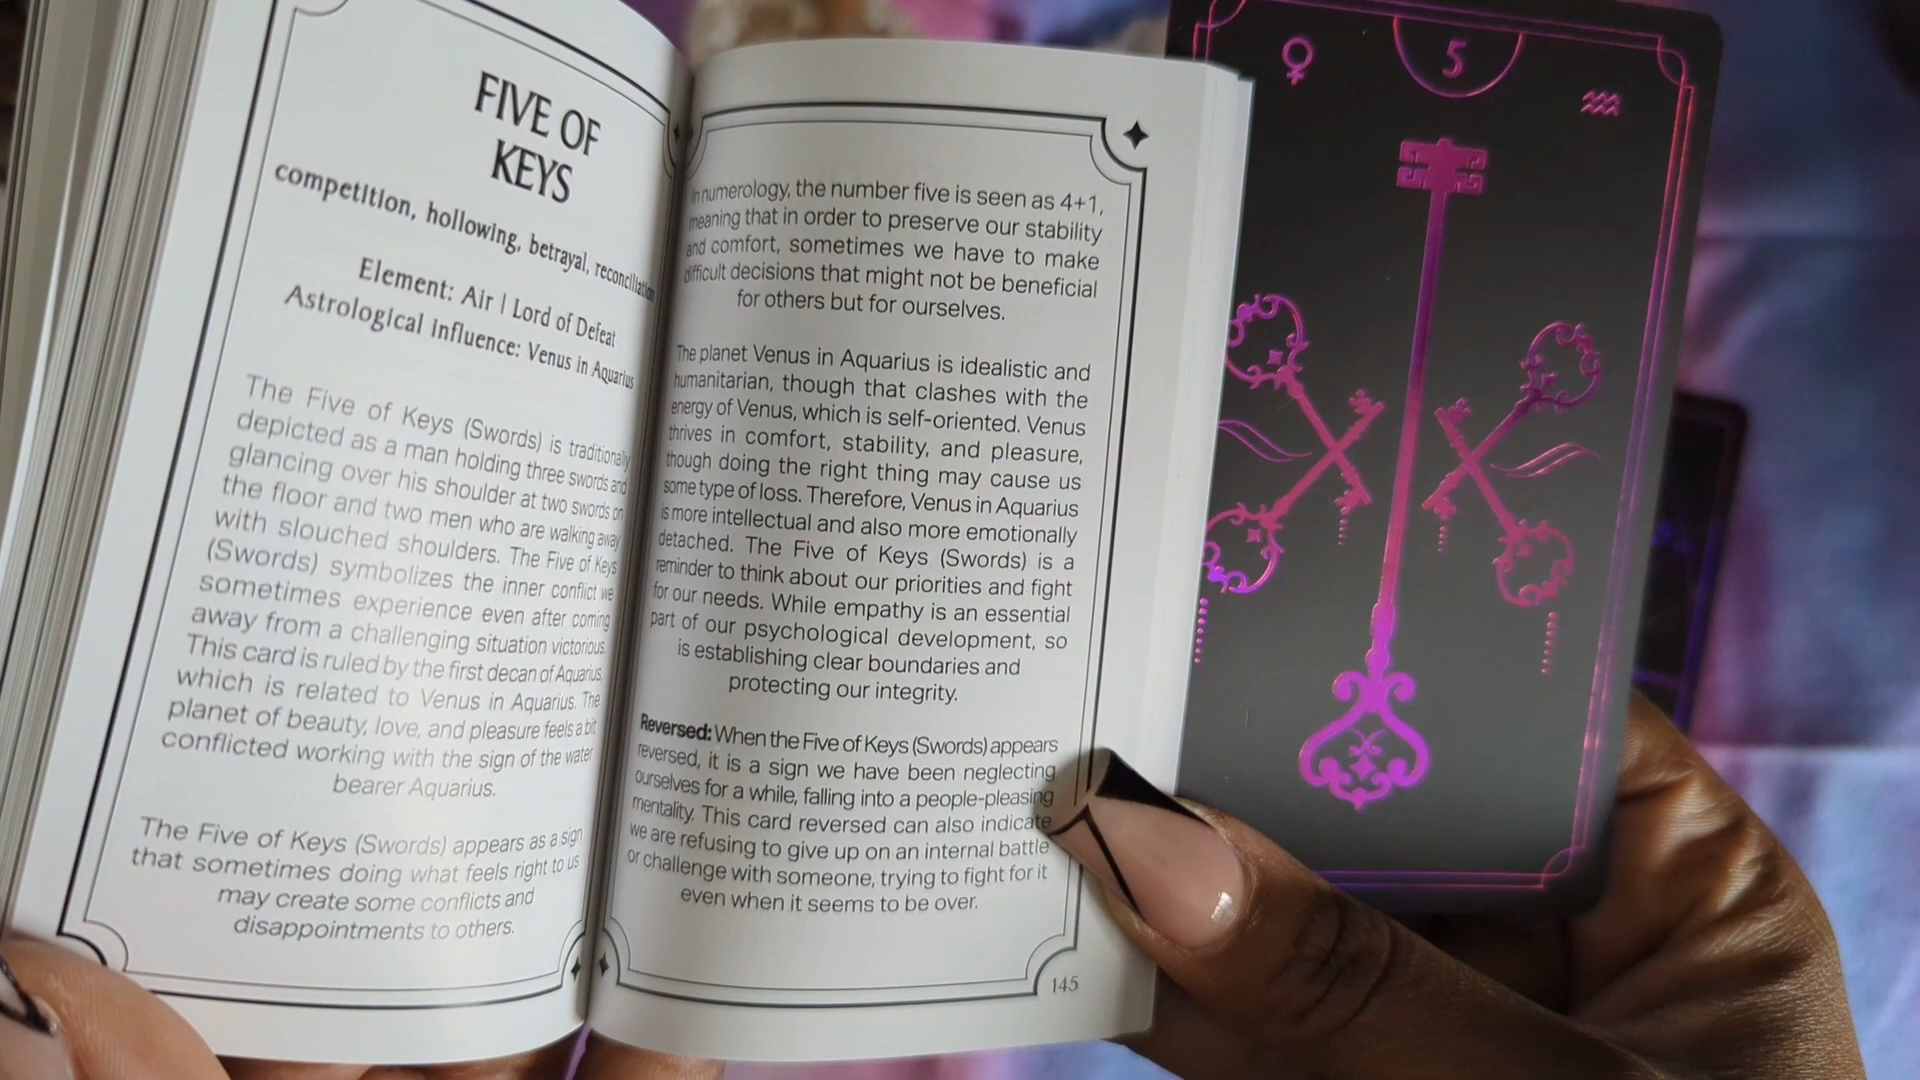 FIVE OF
KEYS
competition, hollowing, betrayal, reconciliation
Element: Air | Lord of Defeat
Astrological influence: Venus in Aquarius
The Five of Keys (Swords) is traditionally
depicted as a man holding three swords and
glancing over his shoulder at two swords on
the floor and two men who are walking away
with slouched shoulders. The Five of Keys
(Swords) symbolizes the inner conflict we
sometimes experience even after coming
away from a challenging situation victorious.
This card is ruled by the first decan of Aquarius,
which is related to Venus in Aquarius. The
planet of beauty, love, and pleasure feels a bit
conflicted working with the sign of the water
bearer Aquarius.
The Five of Keys (Swords) appears as a sign
that sometimes doing what feels right to us
may create some conflicts and
disappointments to others.
In numerology, the number five is seen as 4+1,
meaning that in order to preserve our stability
and comfort, sometimes we have to make
difficult decisions that might not be beneficial
for others but for ourselves.
The planet Venus in Aquarius is idealistic and
humanitarian, though that clashes with the
energy of Venus, which is self-oriented. Venus
thrives in comfort, stability, and pleasure,
though doing the right thing may cause us
some type of loss. Therefore, Venus in Aquarius
is more intellectual and also more emotionally
detached. The Five of Keys (Swords) is a
reminder to think about our priorities and fight
for our needs. While empathy is an essential
part of our psychological development, so
is establishing clear boundaries and
protecting our integrity.
Reversed: When the Five of Keys (Swords) appears
reversed, it is a sign we have been neglecting
ourselves for a while, falling into a people-pleasing
mentality. This card reversed can also indicate
we are refusing to give up on an internal battle
or challenge with someone, trying to fight for it
even when it seems to be over.
145
♀ 5 ♒